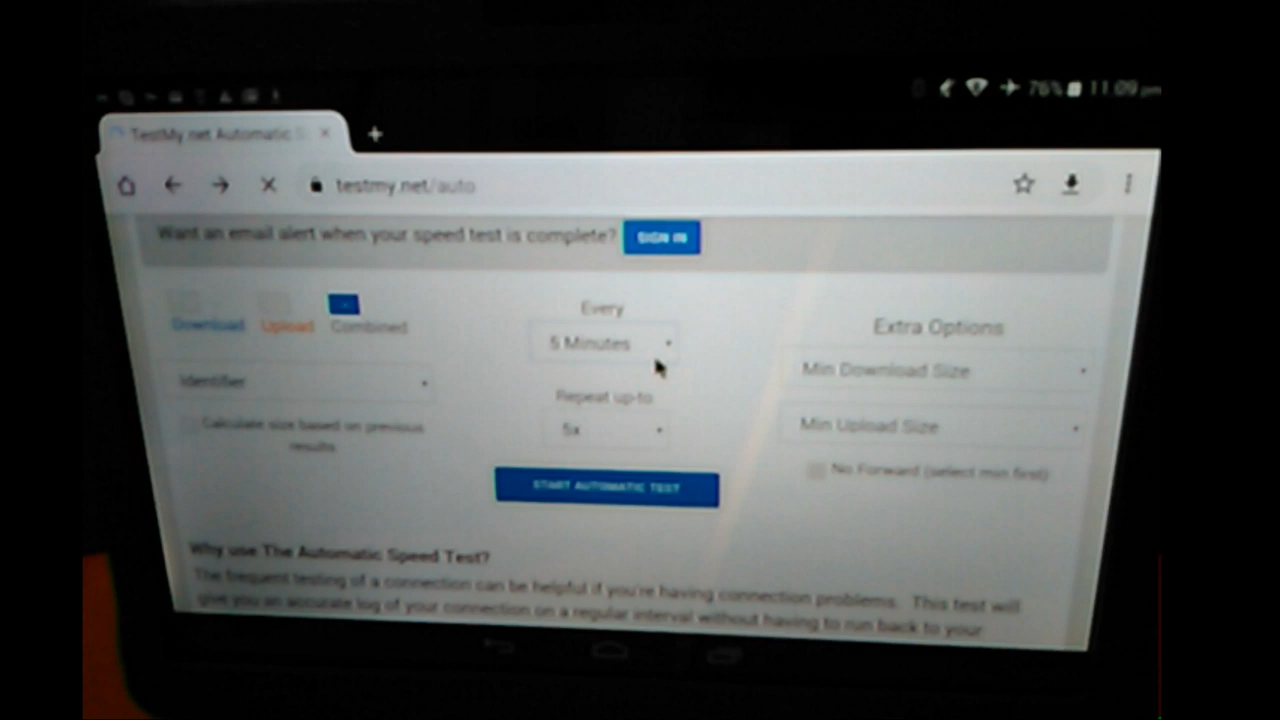 76% 11:09 pm
TestMy.net Automatic S
testmy.net/auto
Want an email alert when your speed test is complete? SIGN IN
Download Upload Combined
Every
5 Minutes
Extra Options
Identifier
Min Download Size
Repeat up-to
Calculate size based on previous
results
5x
Min Upload Size
No Forward (select min first)
START AUTOMATIC TEST
Why use The Automatic Speed Test?
The frequent testing of a connection can be helpful if you're having connection problems. This test will
give you an accurate log of your connection on a regular interval without having to run back to your